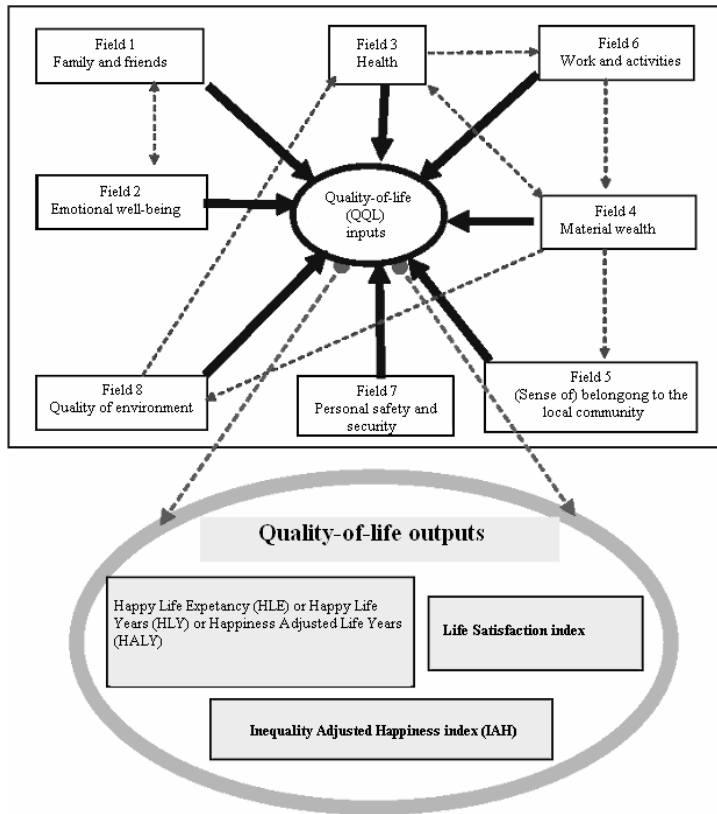 Field 1
Family and friends
Field 3
Health
Field 6
Work and activities
Field 2
Emotional well-being
Quality-of-life
(QQL)
inputs
Field 4
Material wealth
Field 8
Quality of environment
Field 7
Personal safety and
security
Field 5
(Sense of) belongong to the
local community
Quality-of-life outputs
Happy Life Expetancy (HLE) or Happy Life
Years (HLY) or Happiness Adjusted Life Years
(HALY)
Life Satisfaction index
Inequality Adjusted Happiness index (IAH)